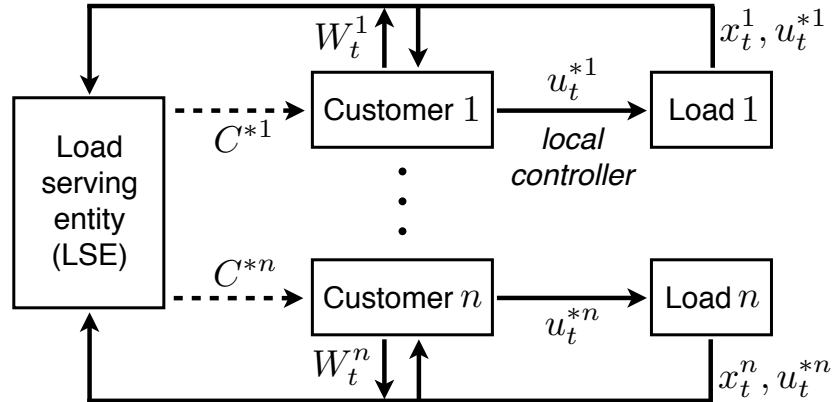 W_t^1
x_t^1, u_t^{*1}
Load
serving
entity
(LSE)
C^{*1}
Customer 1
u_t^{*1}
local
controller
Load 1
C^{*n}
Customer n
u_t^{*n}
Load n
W_t^n
x_t^n, u_t^{*n}